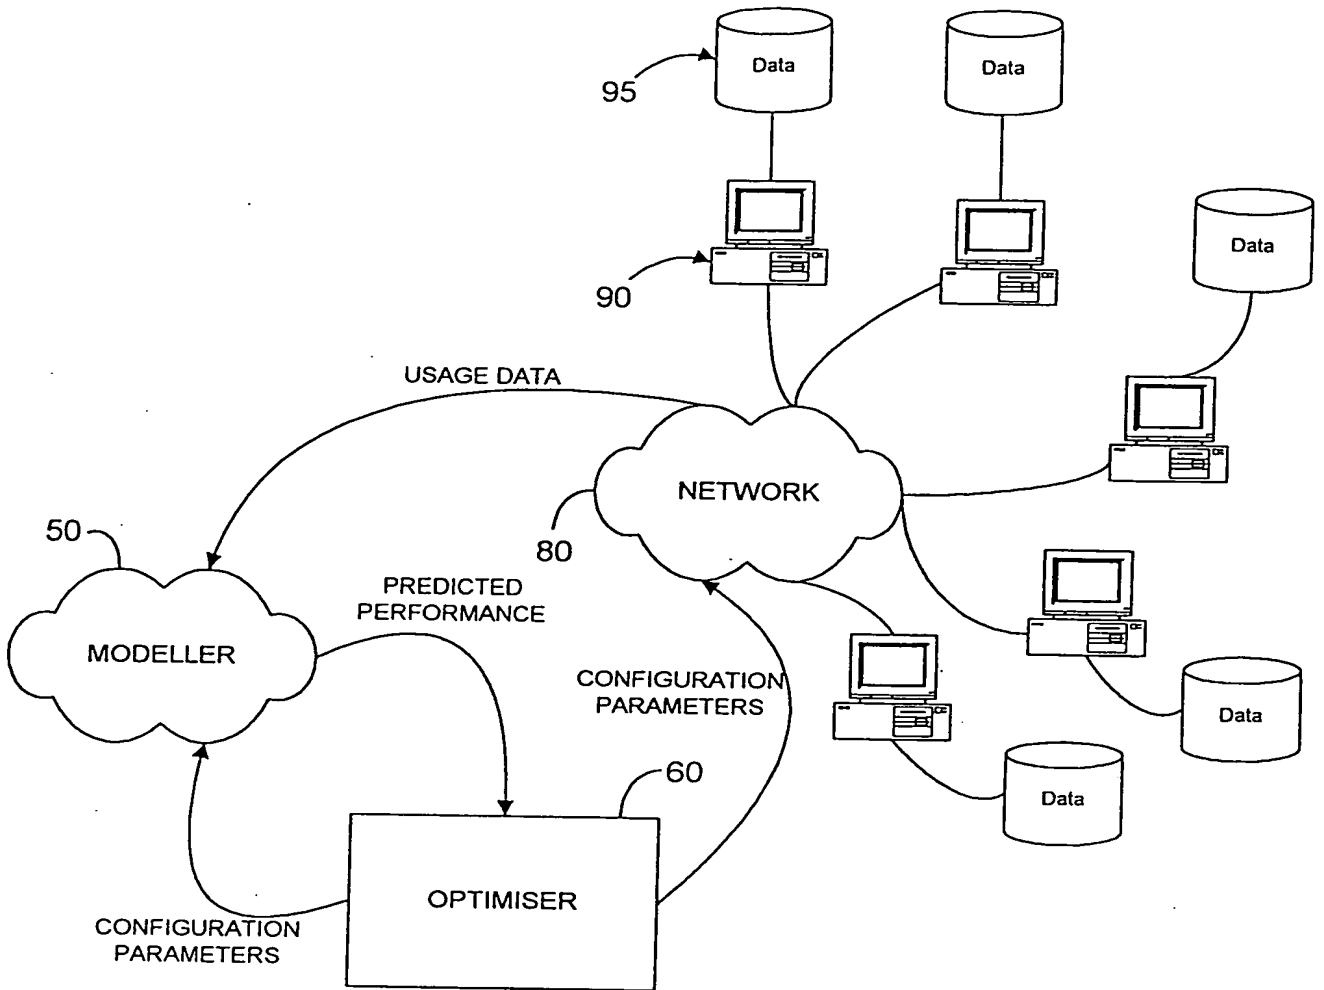 Data
Data
95
Data
90
USAGE DATA
NETWORK
50
80
PREDICTED
PERFORMANCE
MODELLER
CONFIGURATION
PARAMETERS
Data
60
Data
OPTIMISER
CONFIGURATION
PARAMETERS